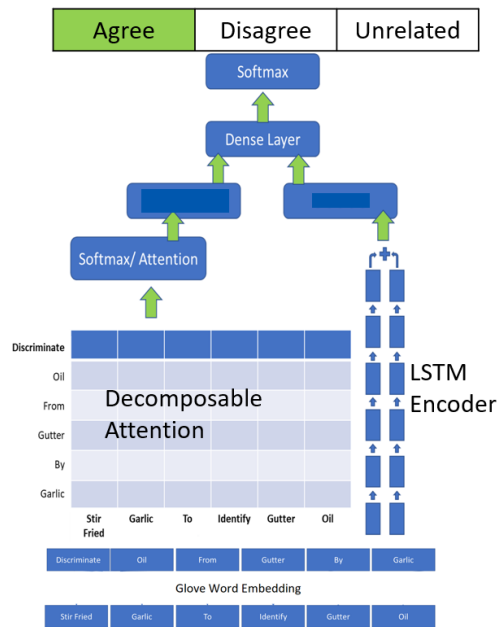 Agree Disagree Unrelated
Softmax
Dense Layer
Softmax/ Attention
Discriminate
Oil
From
Gutter
By
Garlic
Decomposable
Attention
LSTM
Encoder
Stir Fried Garlic To Identify Gutter Oil
Discriminate Oil From Gutter By Garlic
Glove Word Embedding
Stir Fried Garlic To Identify Gutter Oil